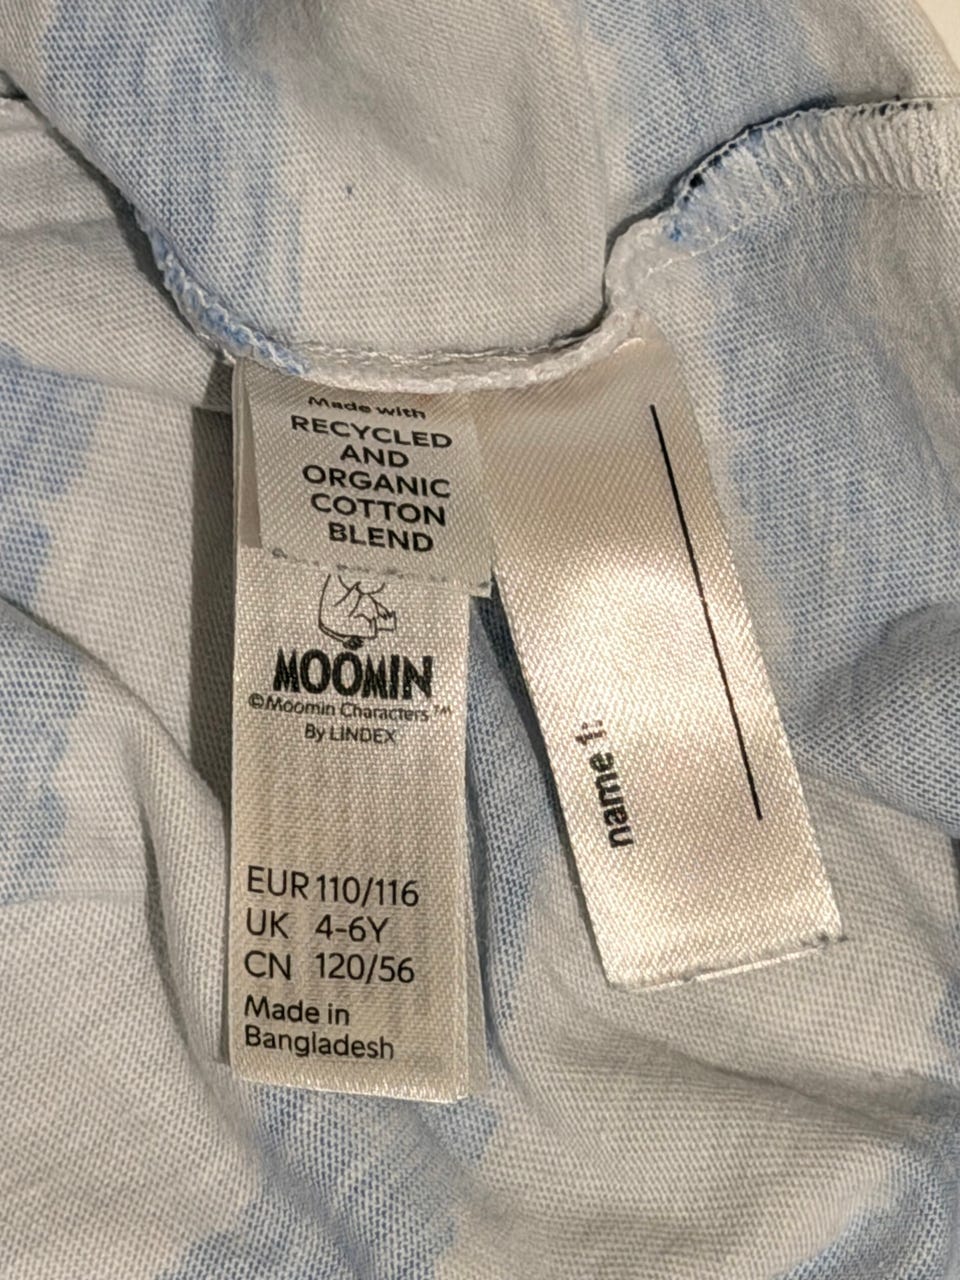 Made with
RECYCLED
AND
ORGANIC
COTTON
BLEND
MOOMIN
©Moomin Characters™
By LINDEX
EUR 110/116
UK 4-6Y
CN 120/56
Made in
Bangladesh
name 1: